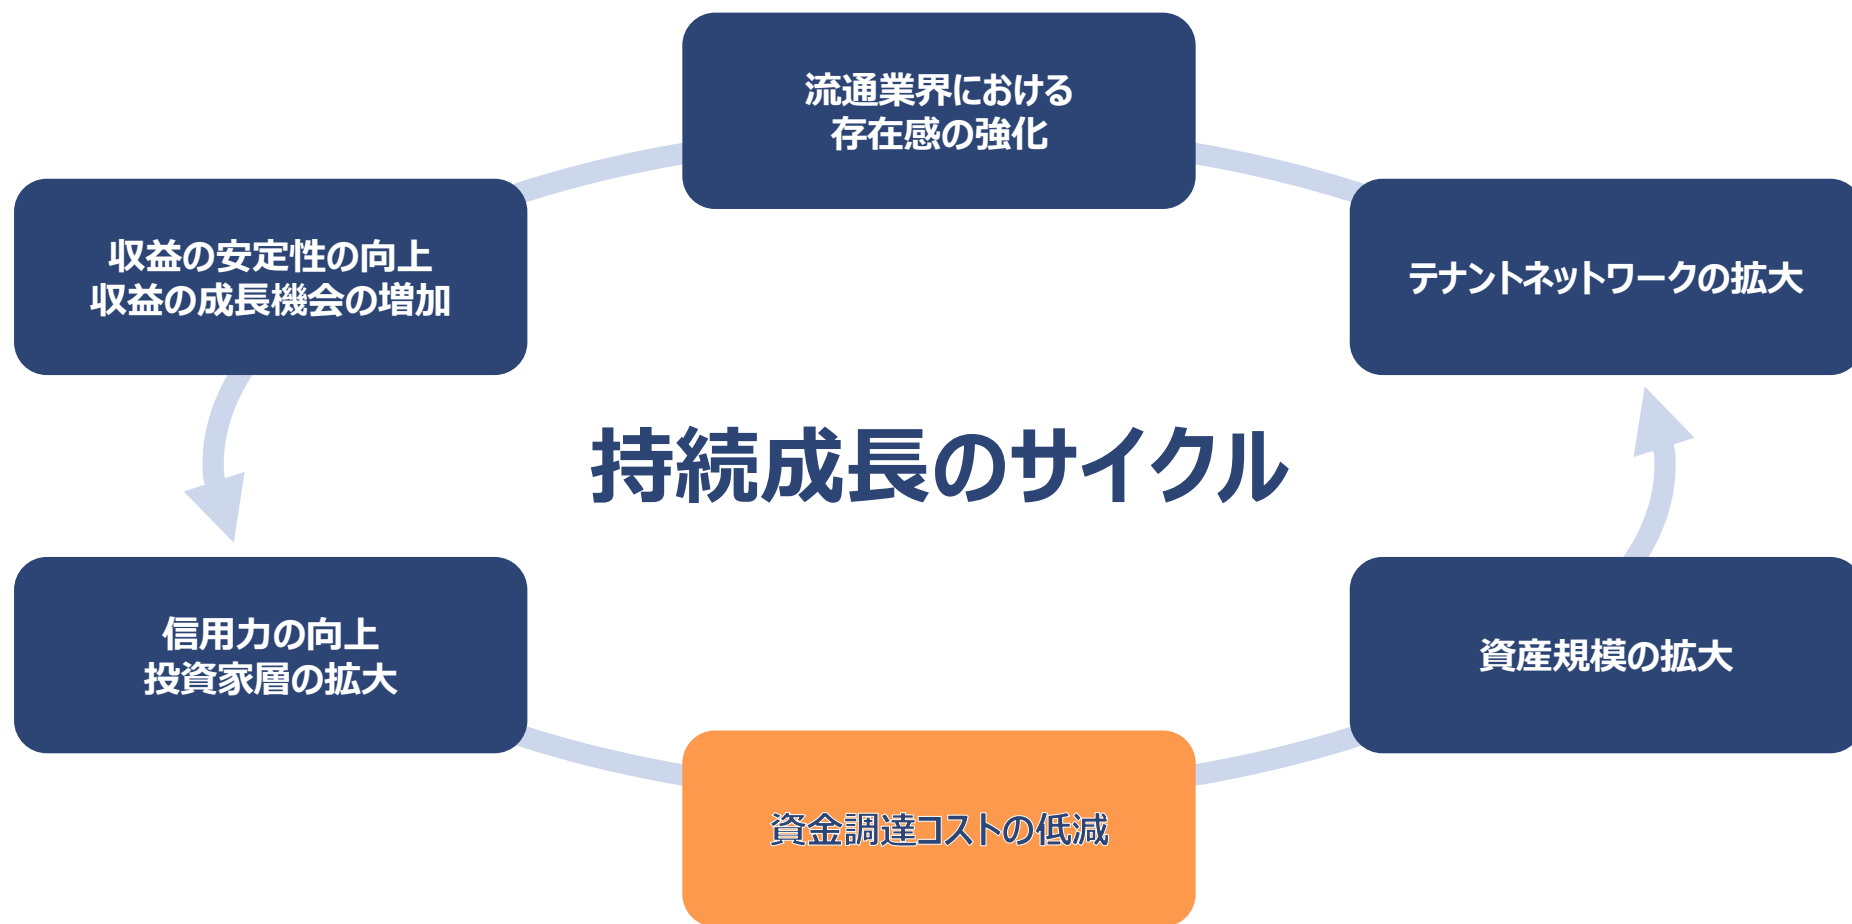 流通業界における
存在感の強化
収益の安定性の向上
収益の成長機会の増加
テナントネットワークの拡大
持続成長のサイクル
信用力の向上
投資家層の拡大
資産規模の拡大
資金調達コストの低減